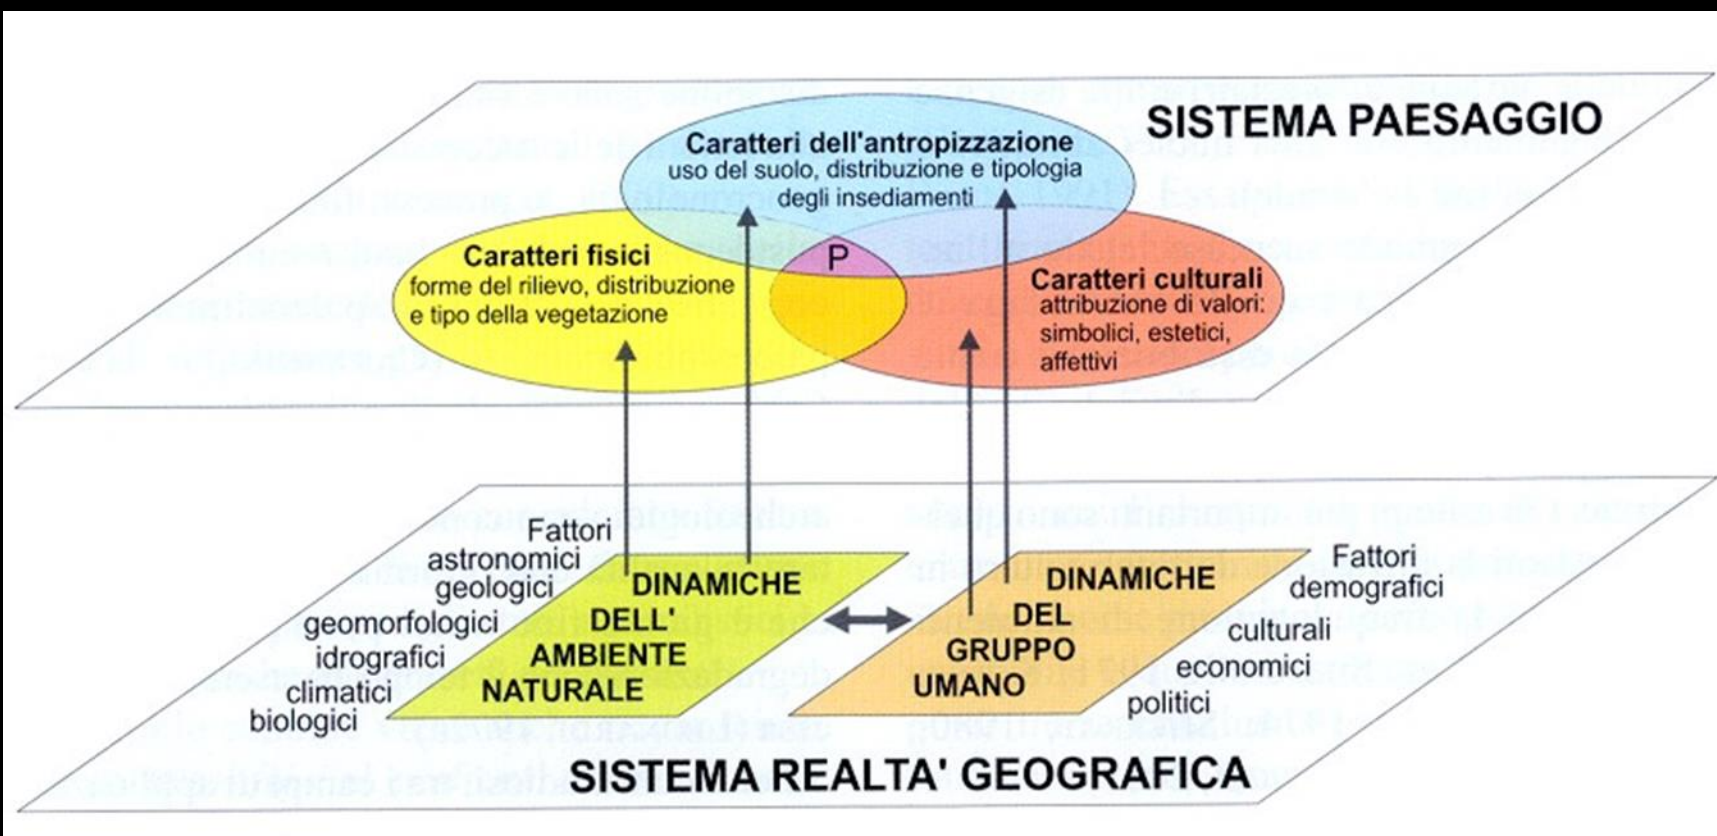 SISTEMA PAESAGGIO
Caratteri dell'antropizzazione
uso del suolo, distribuzione e tipologia
degli insediamenti
Caratteri fisici
forme del rilievo, distribuzione
e tipo della vegetazione
P
Caratteri culturali
attribuzione di valori:
simbolici, estetici,
affettivi
Fattori
astronomici
geologici
geomorfologici
idrografici
climatici
biologici
DINAMICHE
DELL'
AMBIENTE
NATURALE
DINAMICHE
DEL
GRUPPO
UMANO
Fattori
demografici
culturali
economici
politici
SISTEMA REALTA' GEOGRAFICA